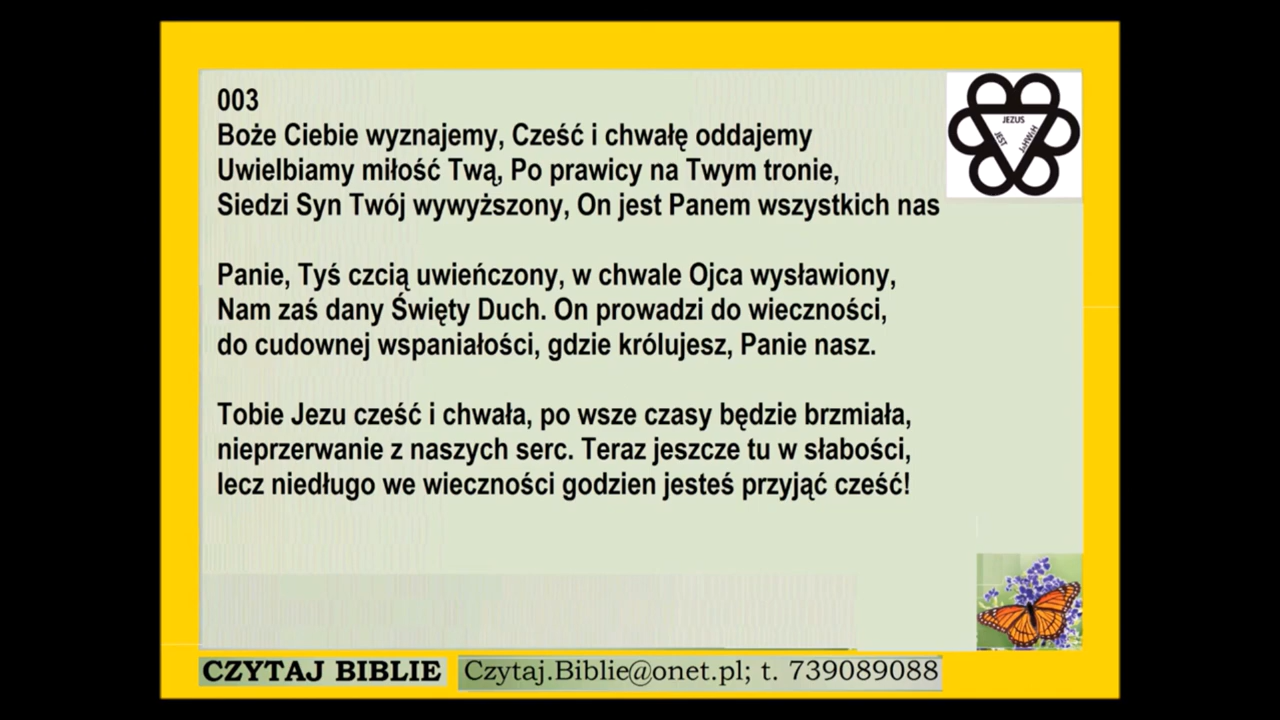 003
Boże Ciebie wyznajemy, Cześć i chwałę oddajemy
Uwielbiamy miłość Twą, Po prawicy na Twym tronie,
Siedzi Syn Twój wywyższony, On jest Panem wszystkich nas
Panie, Tyś czcią uwieńczony, w chwale Ojca wysławiony,
Nam zaś dany Święty Duch. On prowadzi do wieczności,
do cudownej wspaniałości, gdzie królujesz, Panie nasz.
Tobie Jezu cześć i chwała, po wsze czasy będzie brzmiała,
nieprzerwanie z naszych serc. Teraz jeszcze tu w słabości,
lecz niedługo we wieczności godzien jesteś przyjąć cześć!
JEZUS
JEST
JaHWeH
CZYTAJ BIBLIE
Czytaj.Biblie@onet.pl; t. 739089088